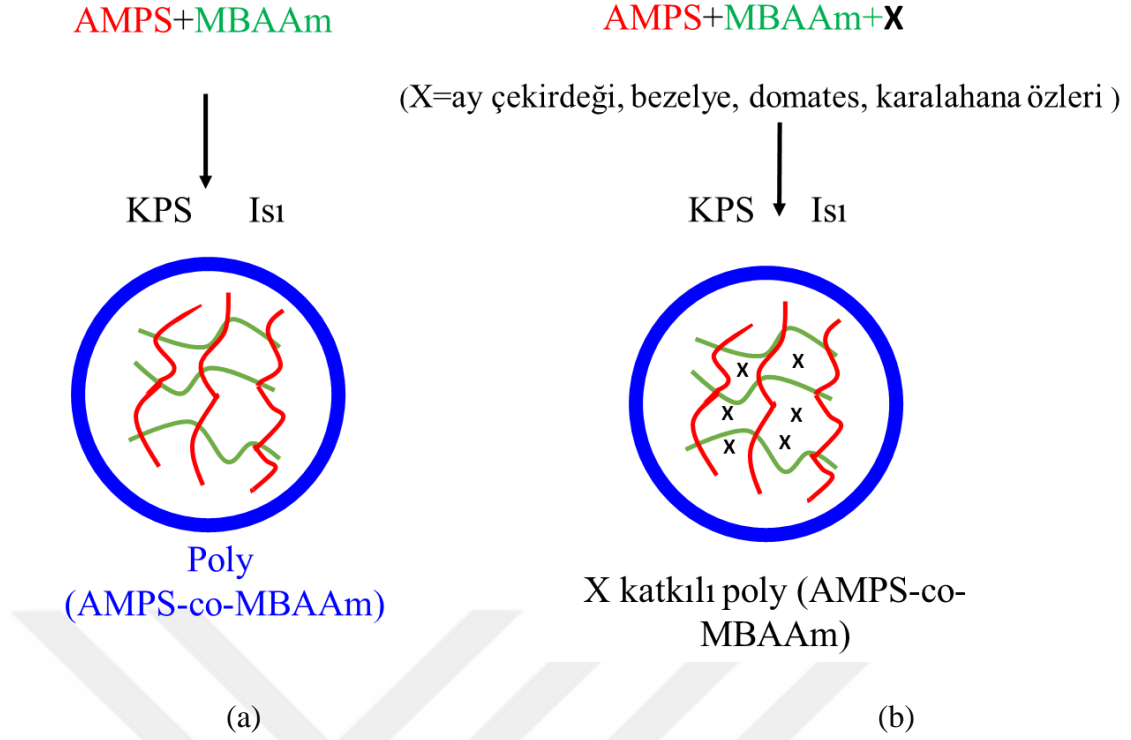 AMPS+MBAAm
KPS Isı
Poly
(AMPS-co-MBAAm)
(a)
AMPS+MBAAm+X
(X=ay çekirdeği, bezelye, domates, karalahana özleri )
KPS Isı
X
X
X
X
X
X
X katkılı poly (AMPS-co-
MBAAm)
(b)